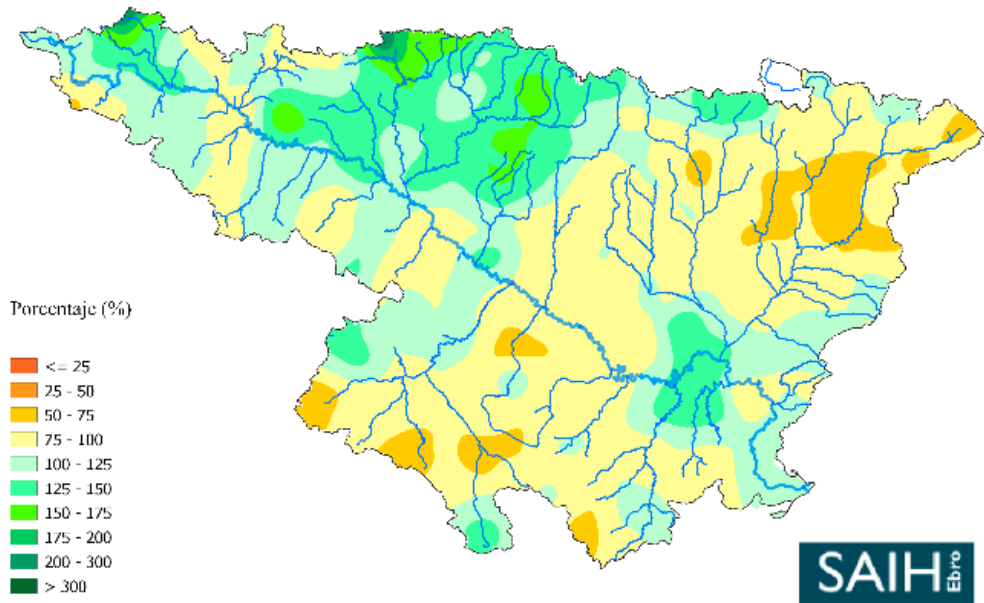 Porcentaje (%)
<= 25
25 - 50
50 - 75
75 - 100
100 - 125
125 - 150
150 - 175
175 - 200
200 - 300
> 300
SAIH Ebro